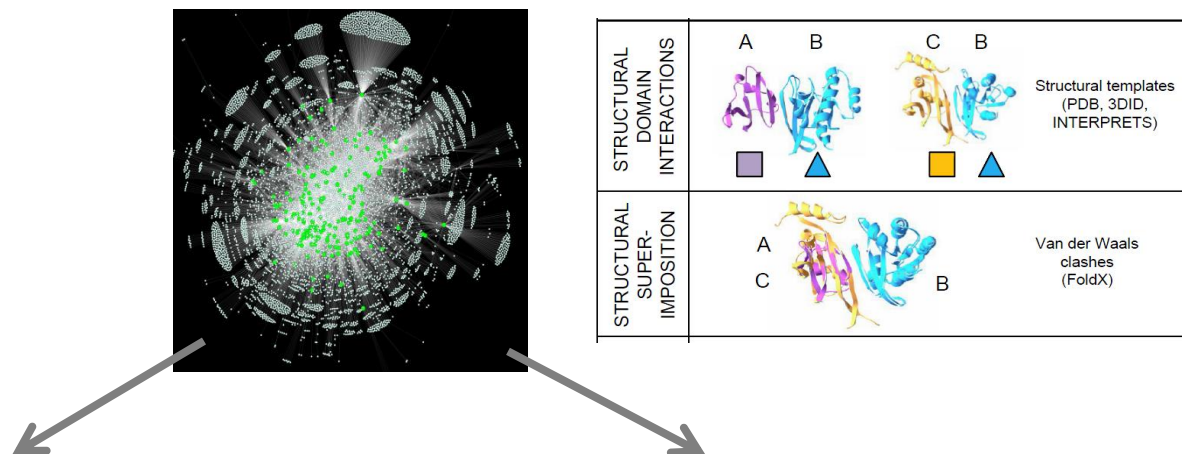 STRUCTURAL
DOMAIN
INTERACTIONS
A B
C B
Structural templates
(PDB, 3DID,
INTERPRETS)
STRUCTURAL
SUPER-
IMPOSITION
A
C
B
Van der Waals
clashes
(FoldX)